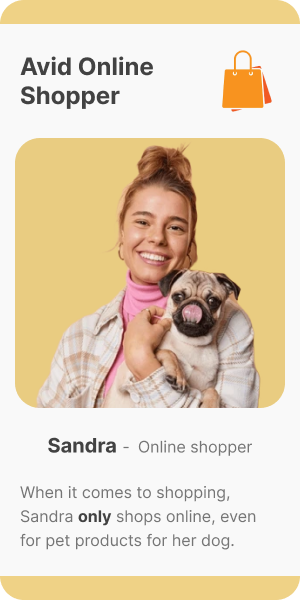 Avid Online
Shopper
Sandra - Online shopper
When it comes to shopping,
Sandra only shops online, even
for pet products for her dog.